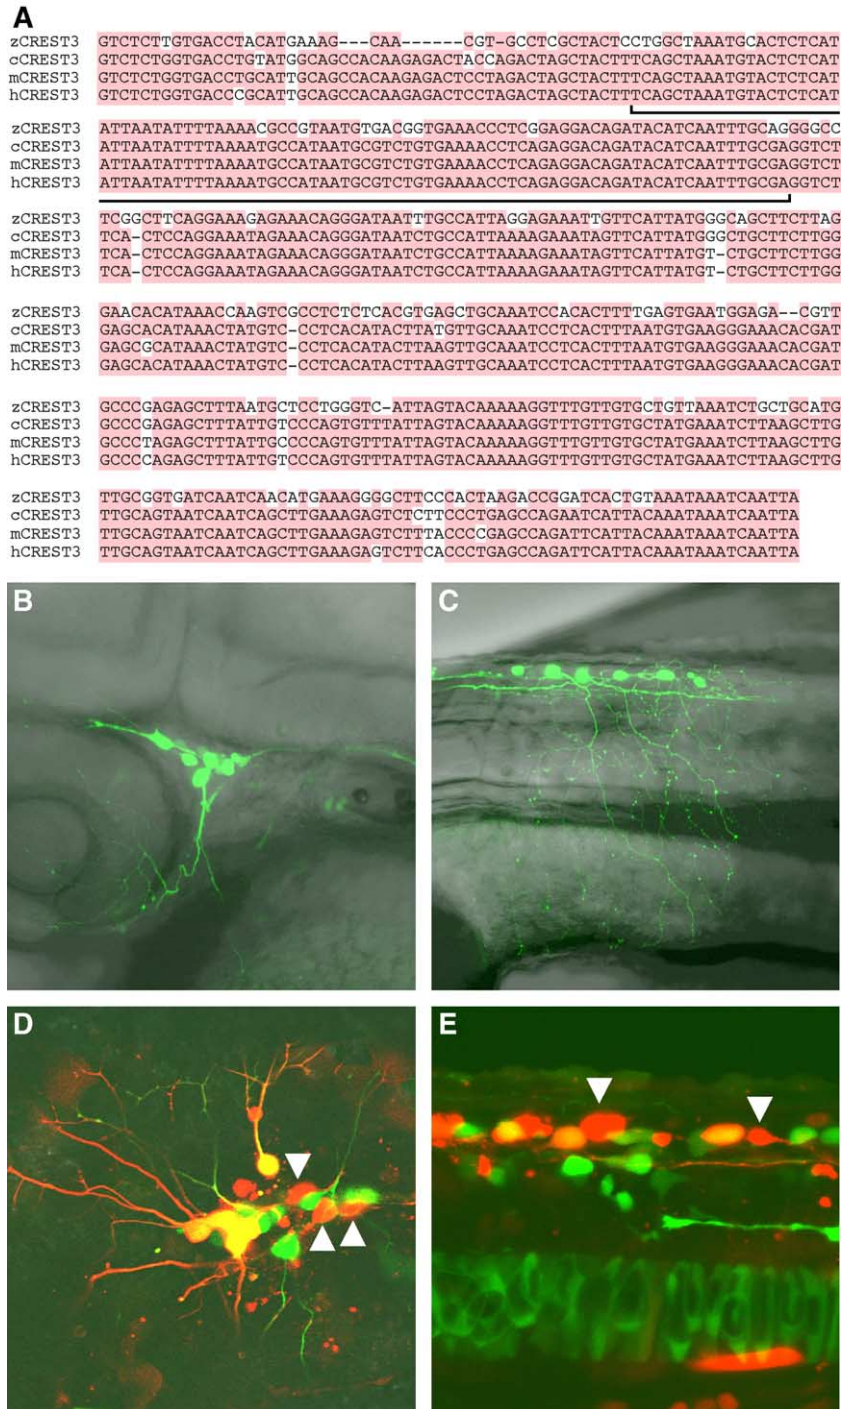 A
zCREST3 GTCTCTTGTGACCTACATGAAAG---CAA------CGT-GCCTCGCTACTCCTGGCTAAATGCACTCTCAT
cCREST3 GTCTCTGGTGACCTGTATGGCAGCCACAAGAGACTACCAGACTAGCTACTTTCAGCTAAATGTACTCTCAT
mCREST3 GTCTCTGGTGACCTGCATTGCAGCCACAAGAGACTCCTAGACTAGCTACTTTCAGCTAAATGTACTCTCAT
hCREST3 GTCTCTGGTGACCCGCATTGCAGCCACAAGAGACTCCTAGACTAGCTACTTTCAGCTAAATGTACTCTCAT
zCREST3 ATTAATATTTTAAAACGCCGTAATGTGACGGTGAAACCCTCGGAGGACAGATACATCAATTTGCAGGGGCC
cCREST3 ATTAATATTTTAAAATGCCATAATGCGTCTGTGAAAACCTCAGAGGACAGATACATCAATTTGCGAGGTCT
mCREST3 ATTAATATTTTAAAATGCCATAATGCGTCTGTGAAAACCTCAGAGGACAGATACATCAATTTGCGAGGTCT
hCREST3 ATTAATATTTTAAAATGCCATAATGCGTCTGTGAAAACCTCAGAGGACAGATACATCAATTTGCGAGGTCT
zCREST3 TCGGCTTCAGGAAAGAGAAACAGGGATAATTTGCCATTAGGAGAAATTGTTCATTATGGGCAGCTTCTTAG
cCREST3 TCA-CTCCAGGAAATAGAAACAGGGATAATCTGCCATTAAAAGAAATAGTTCATTATGGGCTGCTTCTTGG
mCREST3 TCA-CTCCAGGAAATAGAAACAGGGATAATCTGCCATTAAAAGAAATAGTTCATTATGT-CTGCTTCTTGG
hCREST3 TCA-CTCCAGGAAATAGAAACAGGGATAATCTGCCATTAAAAGAAATAGTTCATTATGT-CTGCTTCTTGG
zCREST3 GAACACATAAACCAAGTCGCCTCTCTCACGTGAGCTGCAAATCCACACTTTTGAGTGAATGGAGA--CGTT
cCREST3 GAGCACATAAACTATGTC-CCTCACATACTTATGTTGCAAATCCTCACTTTAATGTGAAGGGAAACACGAT
mCREST3 GAGCGCATAAACTATGTC-CCTCACATACTTAAGTTGCAAATCCTCACTTTAATGTGAAGGGAAACACGAT
hCREST3 GAGCACATAAACTATGTC-CCTCACATACTTAAGTTGCAAATCCTCACTTTAATGTGAAGGGAAACACGAT
zCREST3 GCCCGAGAGCTTTAATGCTCCTGGGTC-ATTAGTACAAAAAGGTTTGTTGTGCTGTTAAATCTGCTGCATG
cCREST3 GCCCGAGAGCTTTATTGTCCCAGTGTTTATTAGTACAAAAAGGTTTGTTGTGCTATGAAATCTTAAGCTTG
mCREST3 GCCCTAGAGCTTTATTGCCCCAGTGTTTATTAGTACAAAAAGGTTTGTTGTGCTATGAAATCTTAAGCTTG
hCREST3 GCCCCAGAGCTTTATTGTCCCAGTGTTTATTAGTACAAAAAGGTTTGTTGTGCTATGAAATCTTAAGCTTG
zCREST3 TTGCGGTGATCAATCAACATGAAAGGGGCTTCCCACTAAGACCGGATCACTGTAAATAAATCAATTA
cCREST3 TTGCAGTAATCAATCAGCTTGAAAGAGTCTCTTCCCTGAGCCAGAATCATTACAAATAAATCAATTA
mCREST3 TTGCAGTAATCAATCAGCTTGAAAGAGTCTTTACCCCGAGCCAGATTCATTACAAATAAATCAATTA
hCREST3 TTGCAGTAATCAATCAGCTTGAAAGAGTCTTCACCCTGAGCCAGATTCATTACAAATAAATCAATTA
B
C
D
E